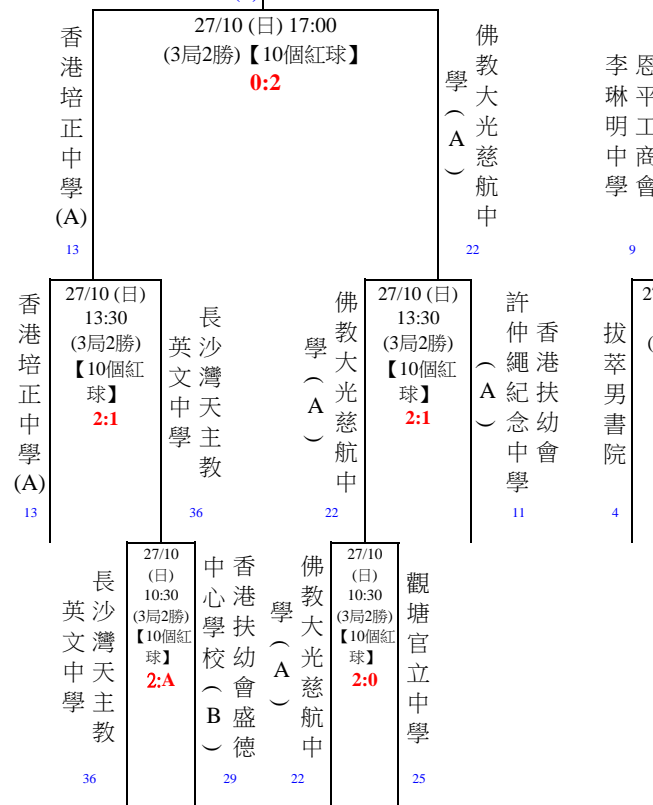 27/10 (日) 17:00
(3局2勝)【10個紅球】
0:2
香港培正中學(A)
13
佛教大光慈航中
學(A)
22
恩平工商會
李琳明中學
9
27/10 (日)
13:30
(3局2勝)
【10個紅
球】
2:1
香港培正中學(A)
13
長沙灣天主教
英文中學
36
佛教大光慈航中
學(A)
22
27/10 (日)
13:30
(3局2勝)
【10個紅
球】
2:1
香港扶幼會
許仲繩紀念中學
(A)
11
拔萃男書院
4
27/10
(日)
10:30
(3局2勝)
【10個紅
球】
2:A
長沙灣天主教
英文中學
36
香港扶幼會盛德
中心學校(B)
29
佛教大光慈航中
學(A)
22
27/10
(日)
10:30
(3局2勝)
【10個紅
球】
2:0
觀塘官立中學
25